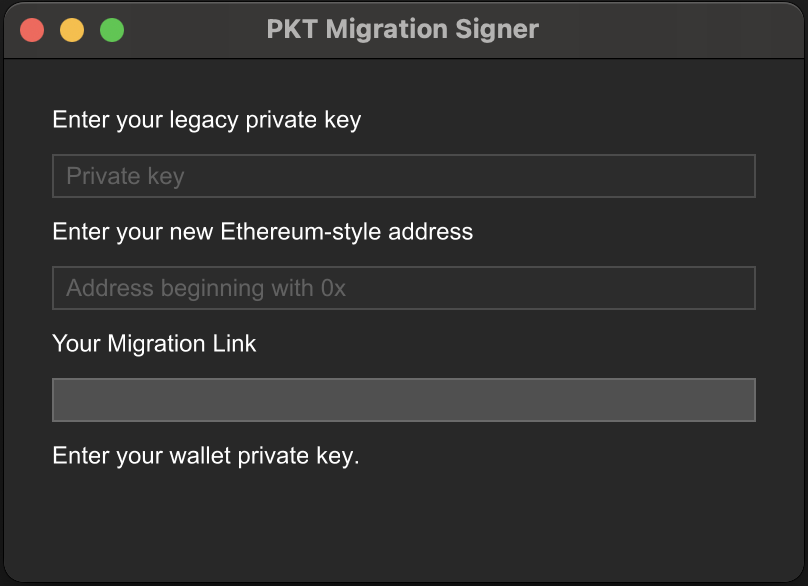 PKT Migration Signer
Enter your legacy private key
Private key
Enter your new Ethereum-style address
Address beginning with 0x
Your Migration Link
Enter your wallet private key.